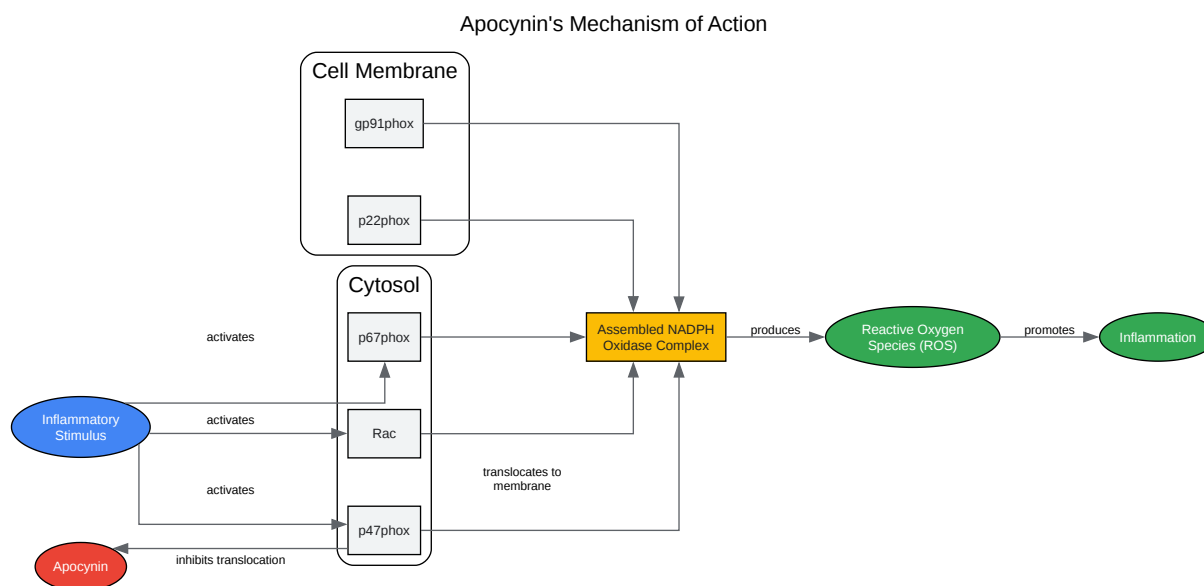 Apocynin's Mechanism of Action
Cell Membrane
gp91phox
p22phox
Cytosol
activates
p67phox
Assembled NADPH
Oxidase Complex
produces
Reactive Oxygen
Species (ROS)
promotes
Inflammation
Inflammatory
Stimulus
activates
Rac
activates
translocates to
membrane
p47phox
inhibits translocation
Apocynin